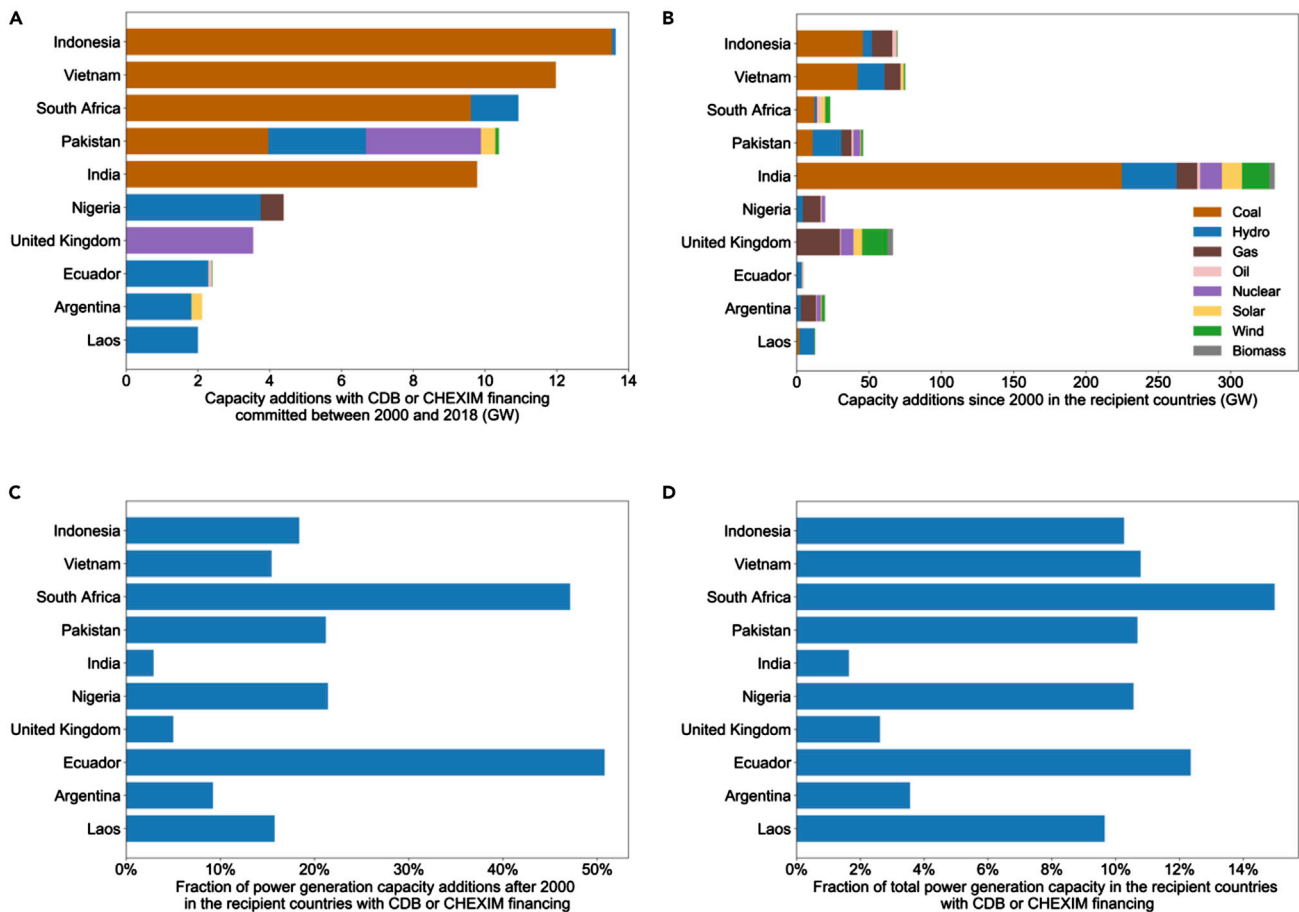 A
Indonesia
Vietnam
South Africa
Pakistan
India
Nigeria
United Kingdom
Ecuador
Argentina
Laos
0 2 4 6 8 10 12 14
Capacity additions with CDB or CHEXIM financing
committed between 2000 and 2018 (GW)
B
Indonesia
Vietnam
South Africa
Pakistan
India
Nigeria
United Kingdom
Ecuador
Argentina
Laos
Coal
Hydro
Gas
Oil
Nuclear
Solar
Wind
Biomass
0 50 100 150 200 250 300
Capacity additions since 2000 in the recipient countries (GW)
C
Indonesia
Vietnam
South Africa
Pakistan
India
Nigeria
United Kingdom
Ecuador
Argentina
Laos
0% 10% 20% 30% 40% 50%
Fraction of power generation capacity additions after 2000
in the recipient countries with CDB or CHEXIM financing
D
Indonesia
Vietnam
South Africa
Pakistan
India
Nigeria
United Kingdom
Ecuador
Argentina
Laos
0% 2% 4% 6% 8% 10% 12% 14%
Fraction of total power generation capacity in the recipient countries
with CDB or CHEXIM financing